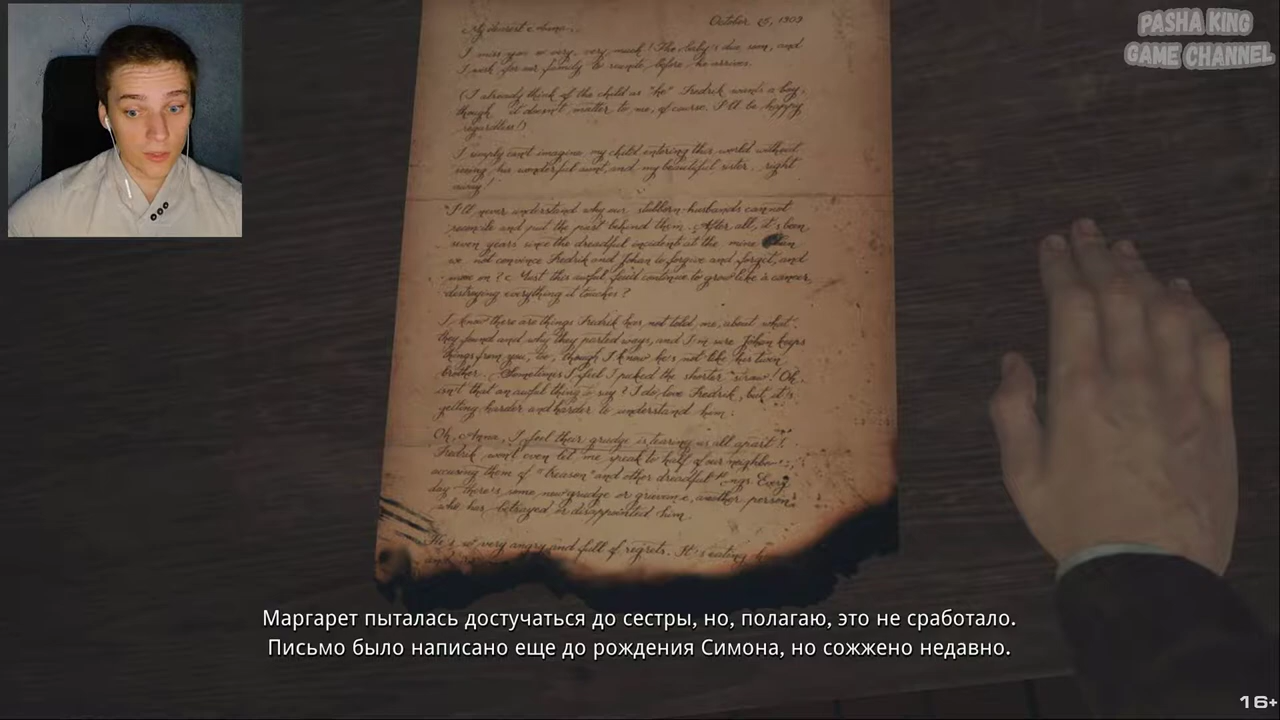 PASHA KING
GAME CHANNEL
October 15, 1909
My dearest Anna...
I miss you so very, very much! The baby's due soon, and
I wish for our family to reunite before he arrives.
(I already think of the child as "he" Fredrik wants a boy,
though it doesn't matter to me, of course. I'll be happy
regardless!)
I simply can't imagine my child entering this world without
seeing his wonderful aunt, and my beautiful sister, right
away!
I'll never understand why our stubborn husbands cannot
reconcile and put the past behind them. After all, it's been
seven years since the dreadful incident at the mine
we not convince Fredrik and Johan to forgive and forget, and
move on? Must this awful feud continue to grow like a cancer,
destroying everything it touches?
I know there are things Fredrik has not told me, about what
they found and why they parted ways, and I'm sure Johan keeps
things from you, too, though I know he's not like his twin
brother... Sometimes I feel I picked the shorter "straw"! Oh,
isn't that an awful thing to say? I do love Fredrik, but it's
getting harder and harder to understand him.
Oh, Anna, I feel their grudge is tearing us all apart!
Fredrik won't even let me speak to half of our
accusing them of "treason" and other dreadful Every
day there's some new grudge or grievance, another person
who has betrayed or disappointed him.
He's so very angry and full of regrets. It's eating
Маргарет пыталась достучаться до сестры, но, полагаю, это не сработало.
Письмо было написано еще до рождения Симона, но сожжено недавно.
16+